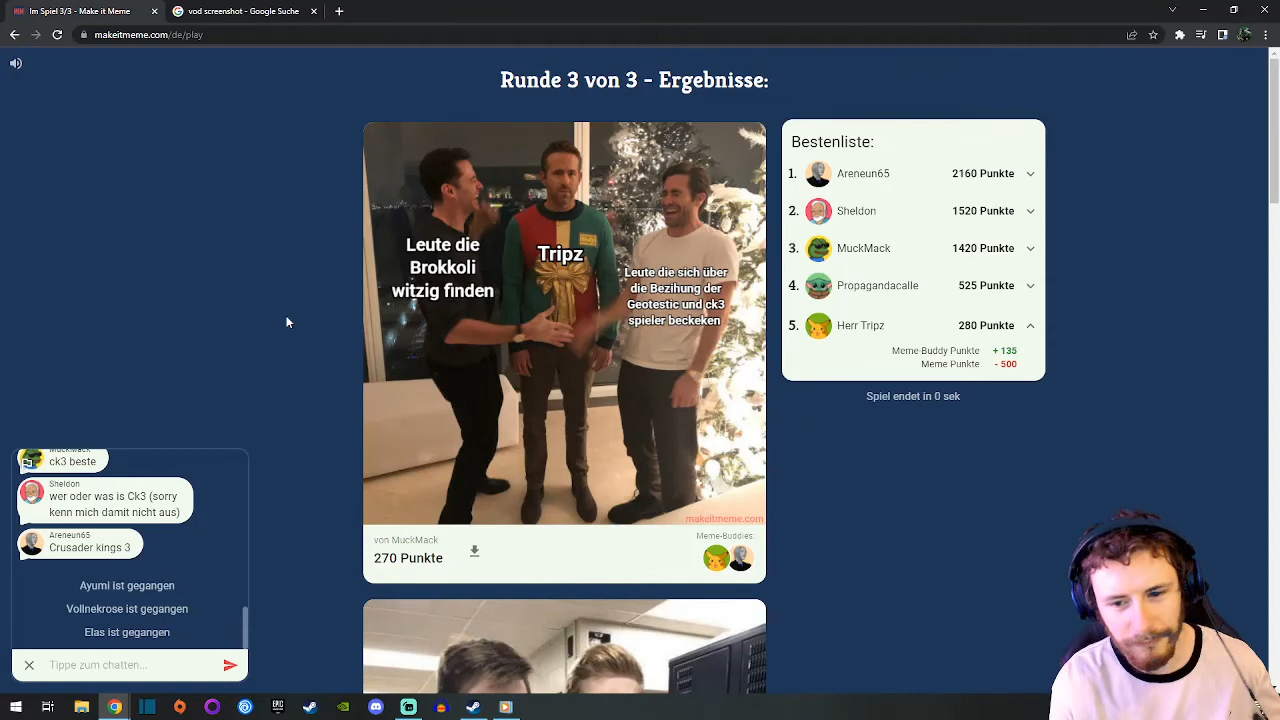 Im Spiel 3/3 - Make it Meme
vod screenshot - Google Suche
makeitmeme.com/de/play
Runde 3 von 3 - Ergebnisse:
Leute die
Brokkoli
witzig finden
Tripz
Leute die sich über
die Bezihung der
Geotestic und ck3
spieler beckeken
makeitmeme.com
von MuckMack
270 Punkte
Meme-Buddies:
Bestenliste:
1. Areneun65 2160 Punkte
2. Sheldon 1520 Punkte
3. MuckMack 1420 Punkte
4. Propagandacalle 525 Punkte
5. Herr Tripz 280 Punkte
Meme-Buddy Punkte + 135
Meme Punkte - 500
Spiel endet in 0 sek
MuckMack
ck3 beste
Sheldon
wer oder was is Ck3 (sorry
kenn mich damit nicht aus)
Areneun65
Crusader kings 3
Ayumi ist gegangen
Vollnekrose ist gegangen
Elas ist gegangen
Tippe zum chatten...
EPIC